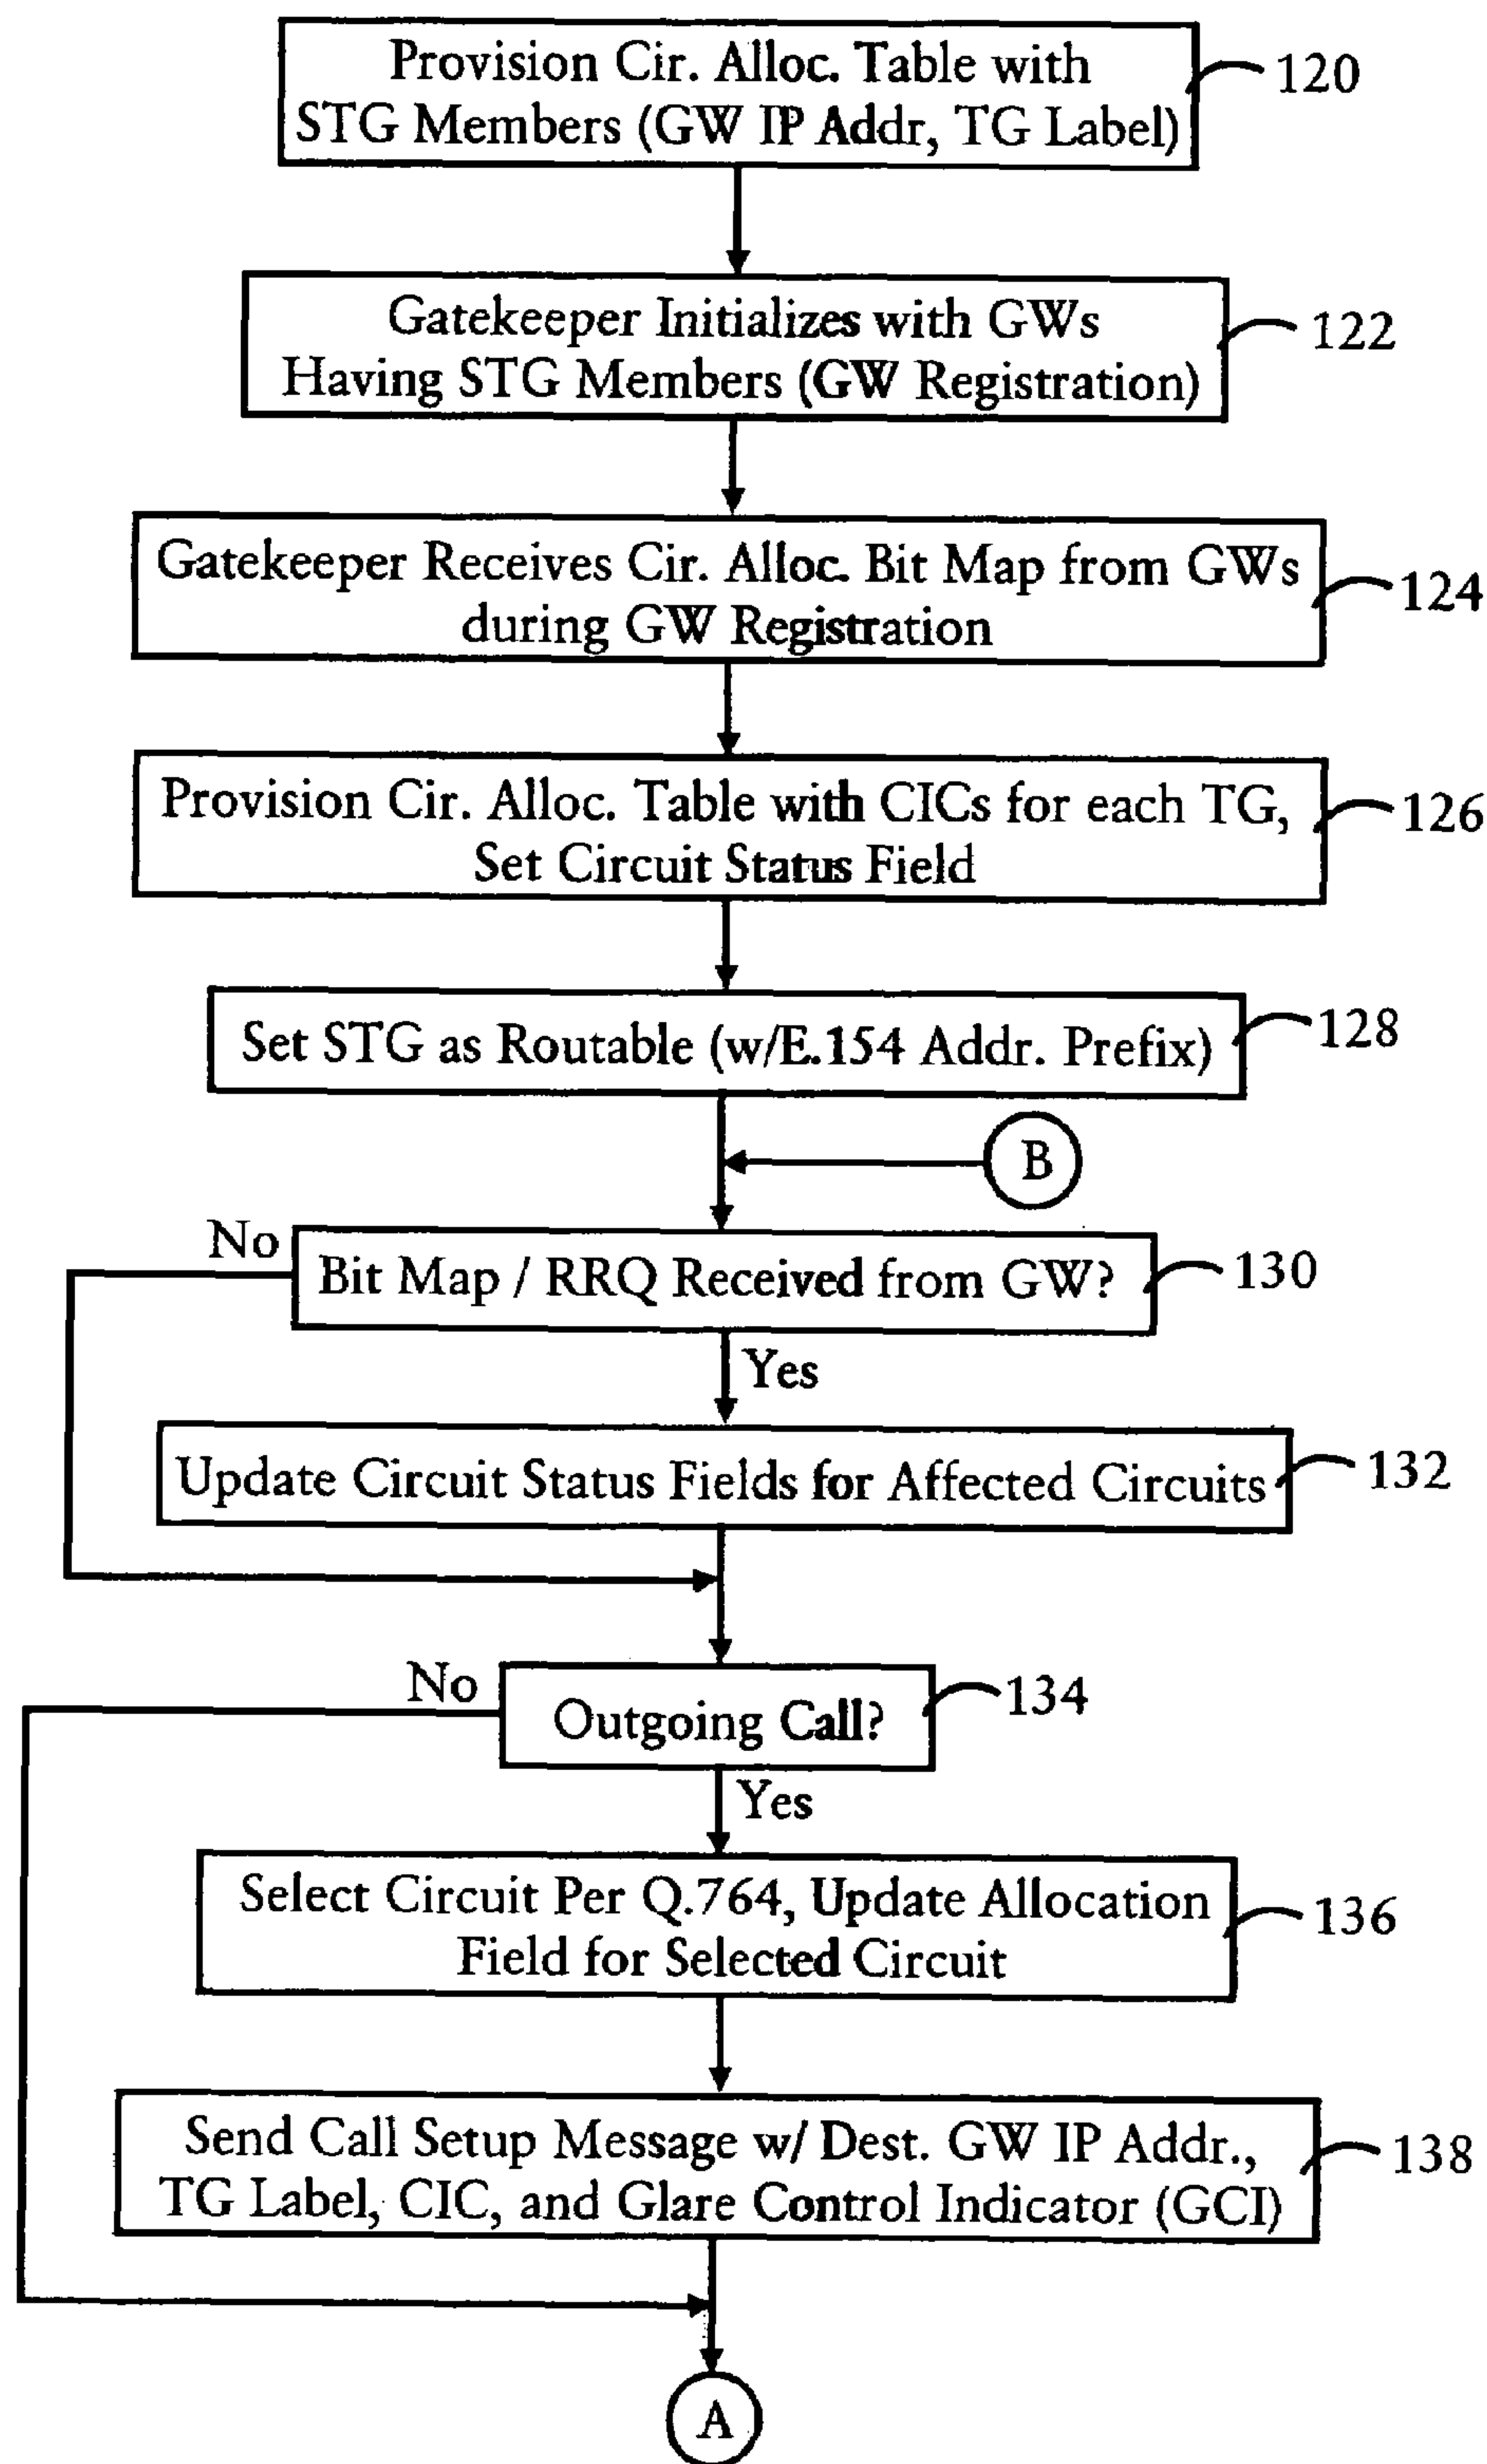 Provision Cir. Alloc. Table with
STG Members (GW IP Addr, TG Label)
120
Gatekeeper Initializes with GWs
Having STG Members (GW Registration)
122
Gatekeeper Receives Cir. Alloc. Bit Map from GWs
during GW Registration
124
Provision Cir. Alloc. Table with CICs for each TG,
Set Circuit Status Field
126
Set STG as Routable (w/E.154 Addr. Prefix)
128
B
No
Bit Map / RRQ Received from GW?
130
Yes
Update Circuit Status Fields for Affected Circuits
132
No
Outgoing Call?
134
Yes
Select Circuit Per Q.764, Update Allocation
Field for Selected Circuit
136
Send Call Setup Message w/ Dest. GW IP Addr.,
TG Label, CIC, and Glare Control Indicator (GCI)
138
A